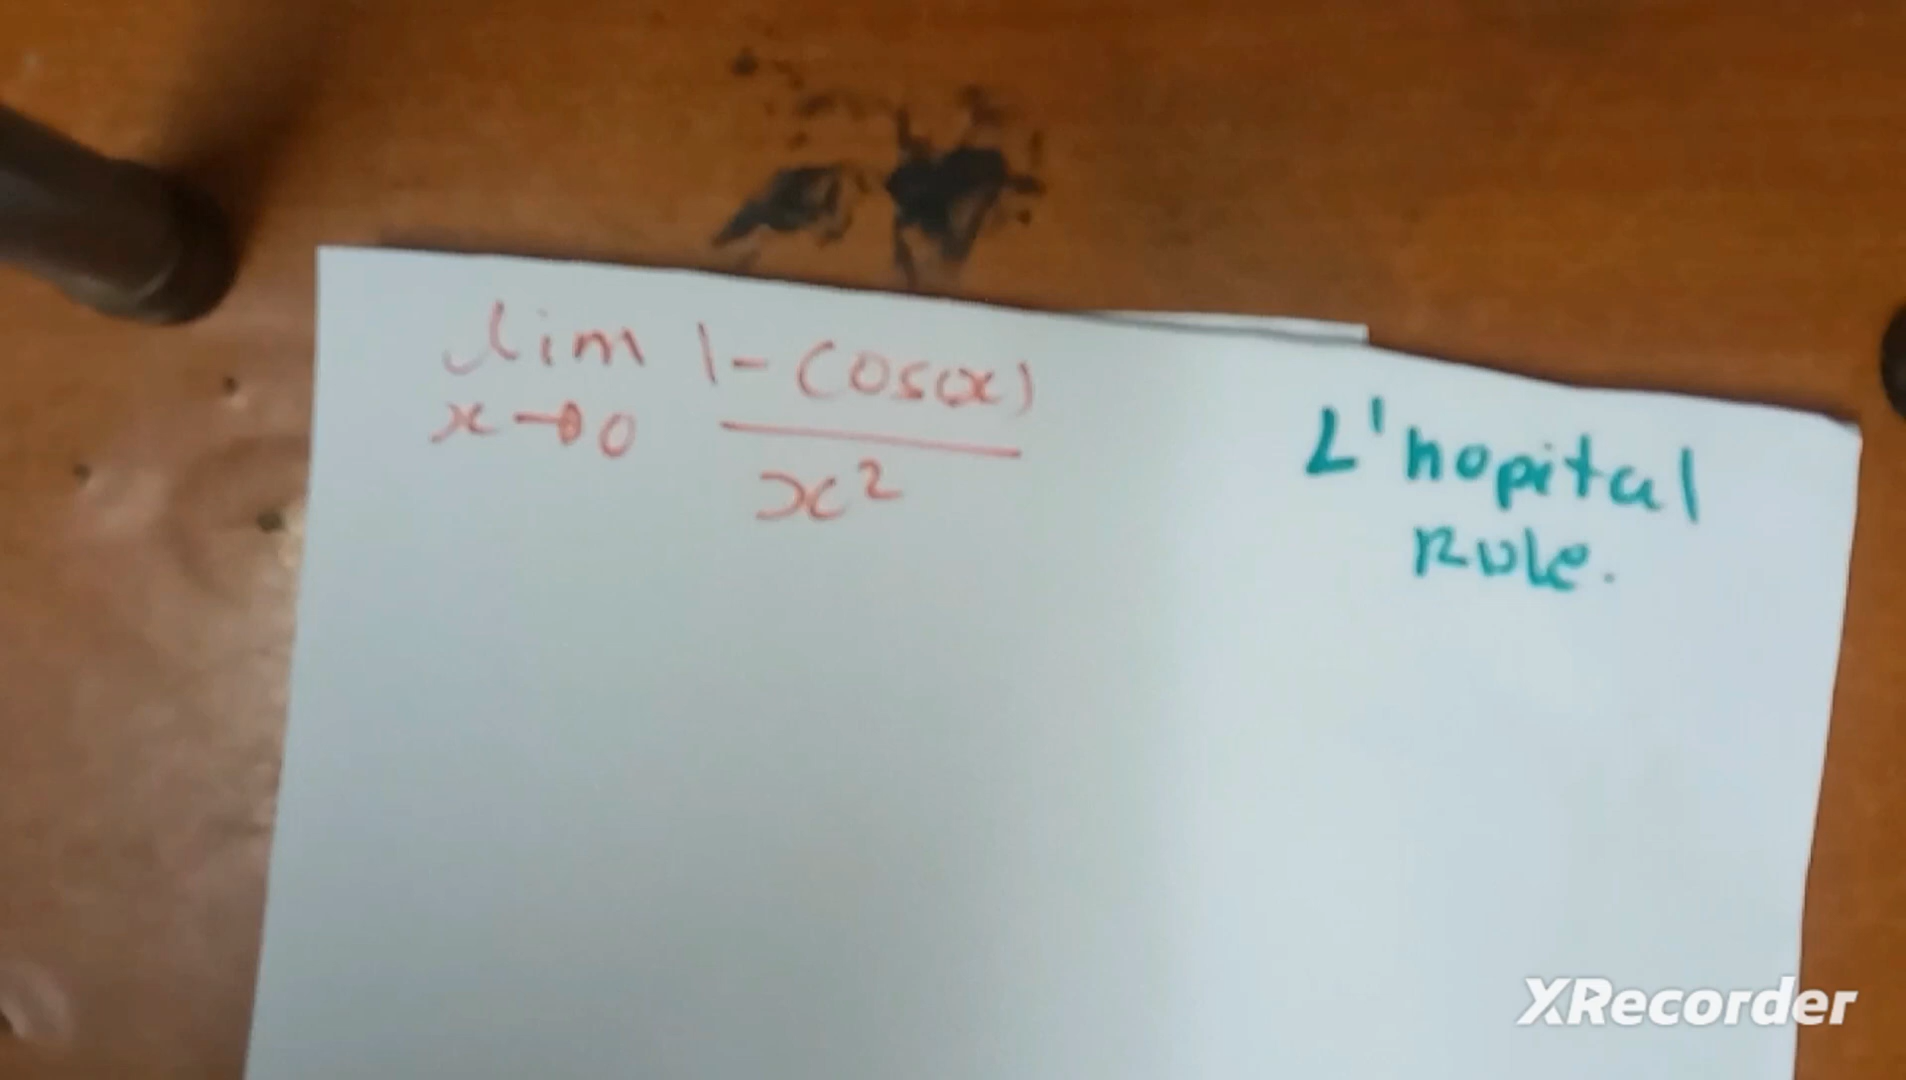 lim 1-cos(x)
x→0 x²
L'hopital
Rule.
XRecorder